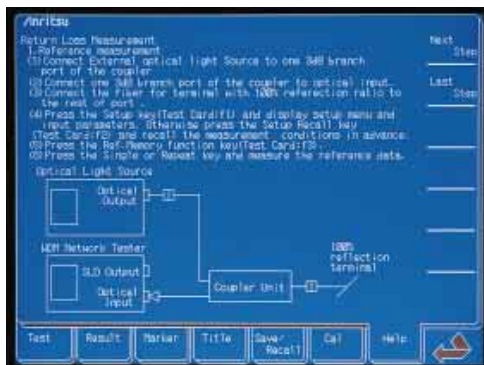 Anritsu
Return Loss Measurement
1.Reference measurement
(1)Connect External optical light Source to one 3dB branch
port of the coupler
(2)Connect one 3dB branch port of the coupler to optical input.
(3)Connect the fiber for terminal with 100% referection ratio to
the rest of port .
(4)Press the Setup key(Test Card:f1) and display setup menu and
input parameters. Otherwise press the Setup Recall key
(Test Card:f2) and recall the measurement conditions in advance.
(5)Press the Ref.Memory function key(Test Card:f3).
(6)Press the Single or Repeat key and measure the reference data.
Next
Step
Last
Step
Optical Light Source
Optical
Output
WDM Network Tester
SLD Output
Optical
Input
Coupler Unit
100%
reflection
terminal
Test
Result
Marker
Title
Save/
Recall
Cal
Help